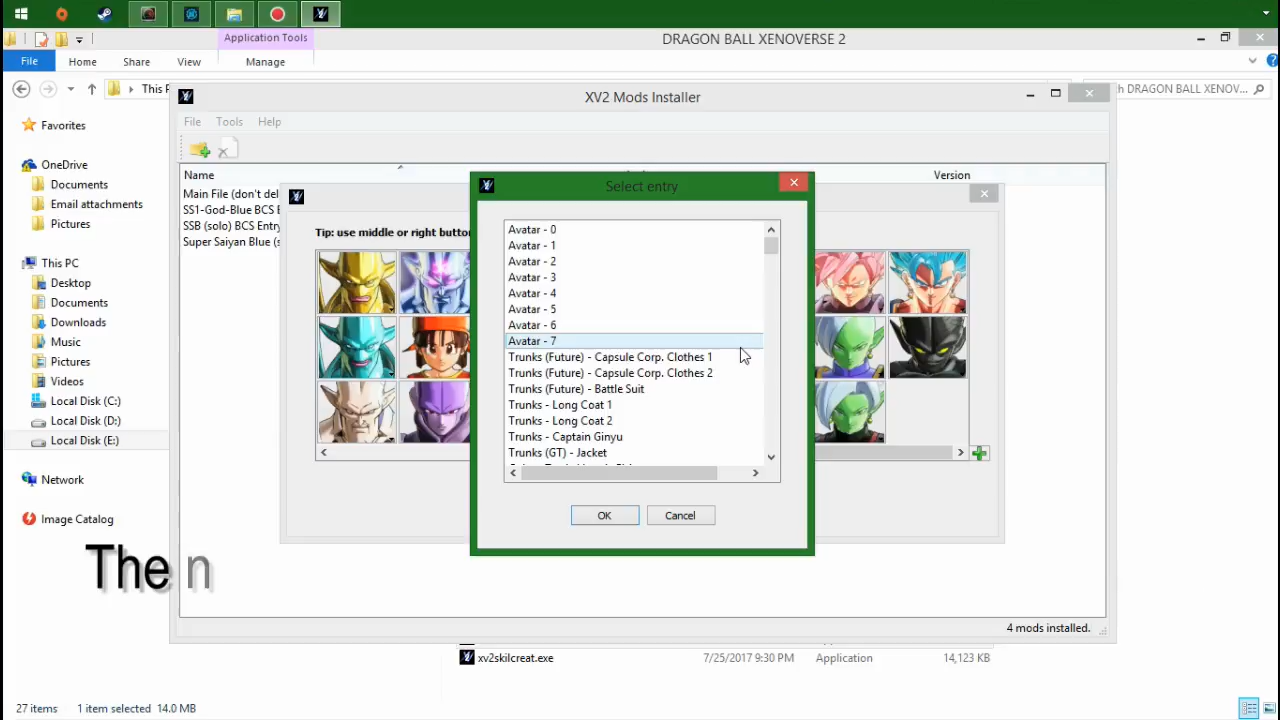 Application Tools
DRAGON BALL XENOVERSE 2
File
Home
Share
View
Manage
This P
XV2 Mods Installer
h DRAGON BALL XENOV...
File
Tools
Help
Favorites
OneDrive
Documents
Email attachments
Pictures
This PC
Desktop
Documents
Downloads
Music
Pictures
Videos
Local Disk (C:)
Local Disk (D:)
Local Disk (E:)
Network
Image Catalog
Name
Version
Main File (don't del
SS1-God-Blue BCS E
SSB (solo) BCS Entry
Super Saiyan Blue (s
Tip: use middle or right button
Select entry
Avatar - 0
Avatar - 1
Avatar - 2
Avatar - 3
Avatar - 4
Avatar - 5
Avatar - 6
Avatar - 7
Trunks (Future) - Capsule Corp. Clothes 1
Trunks (Future) - Capsule Corp. Clothes 2
Trunks (Future) - Battle Suit
Trunks - Long Coat 1
Trunks - Long Coat 2
Trunks - Captain Ginyu
Trunks (GT) - Jacket
OK
Cancel
The n
4 mods installed.
xv2skilcreat.exe
7/25/2017 9:30 PM
Application
14,123 KB
27 items
1 item selected 14.0 MB